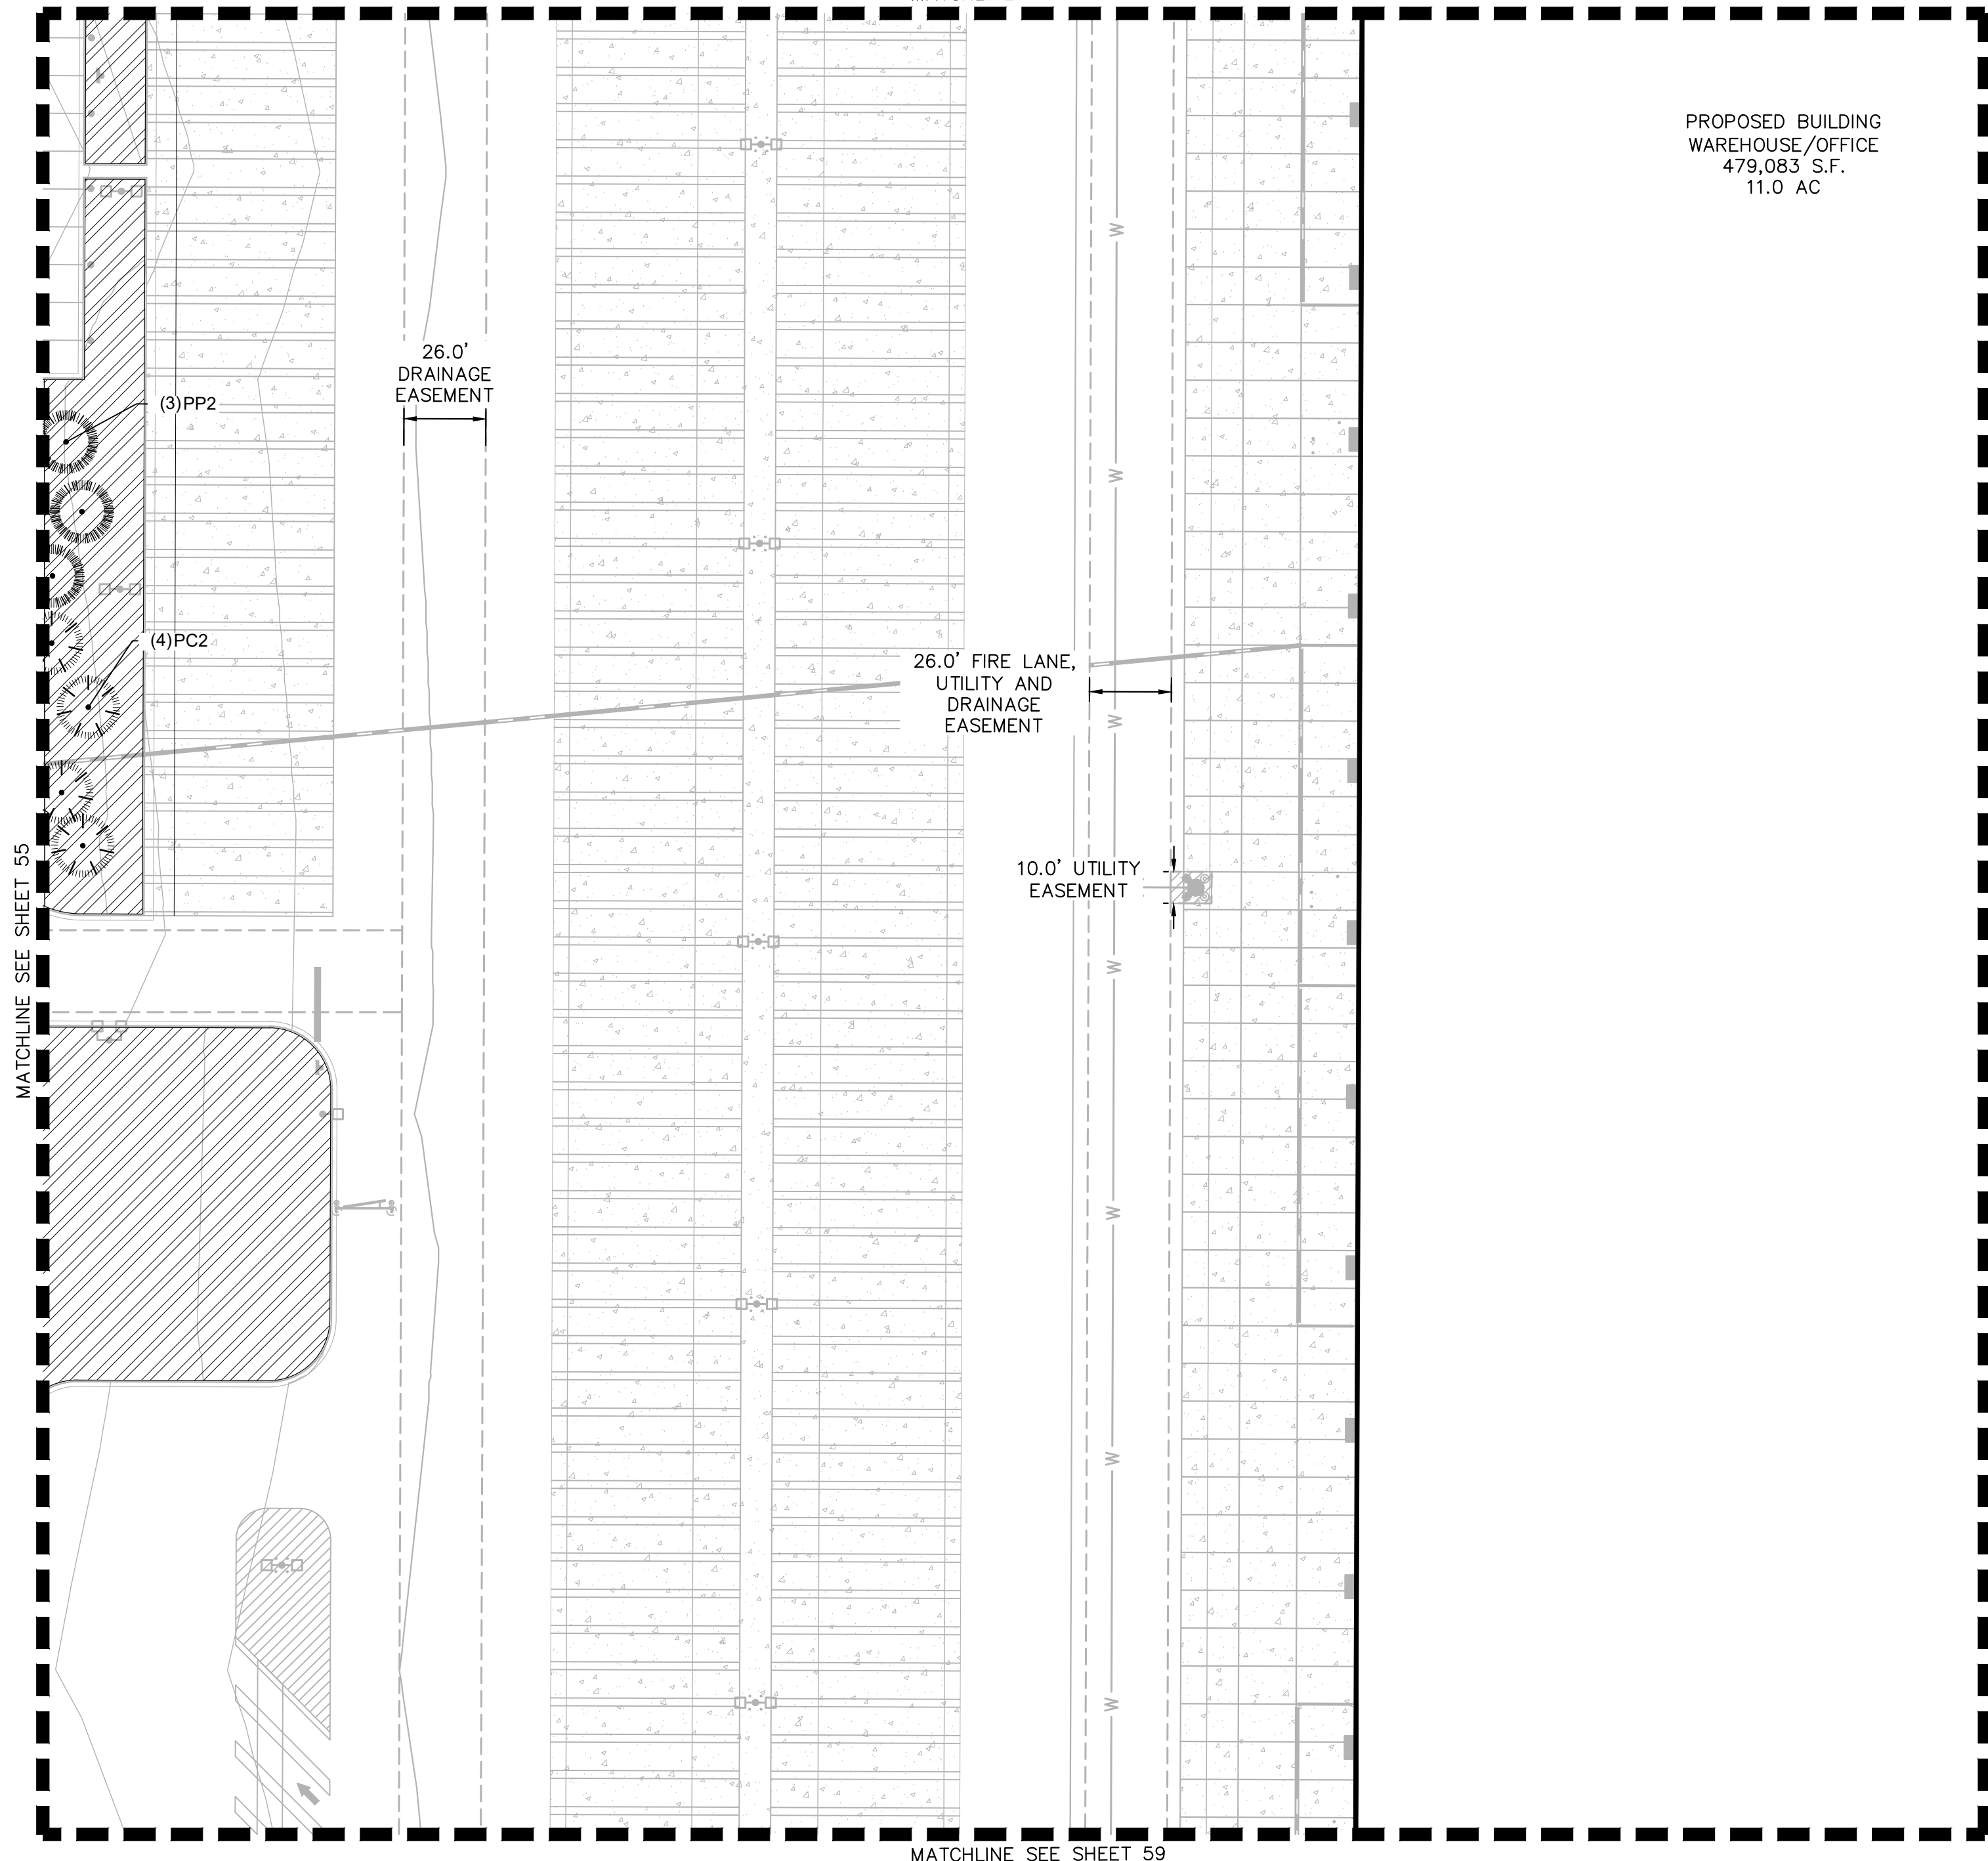 PROPOSED BUILDING
WAREHOUSE/OFFICE
479,083 S.F.
11.0 AC
26.0'
DRAINAGE
EASEMENT
(3)PP2
(4)PC2
26.0' FIRE LANE,
UTILITY AND
DRAINAGE
EASEMENT
10.0' UTILITY
EASEMENT
W
W
W
W
W
W
W
MATCHLINE SEE SHEET 55
MATCHLINE SEE SHEET 59